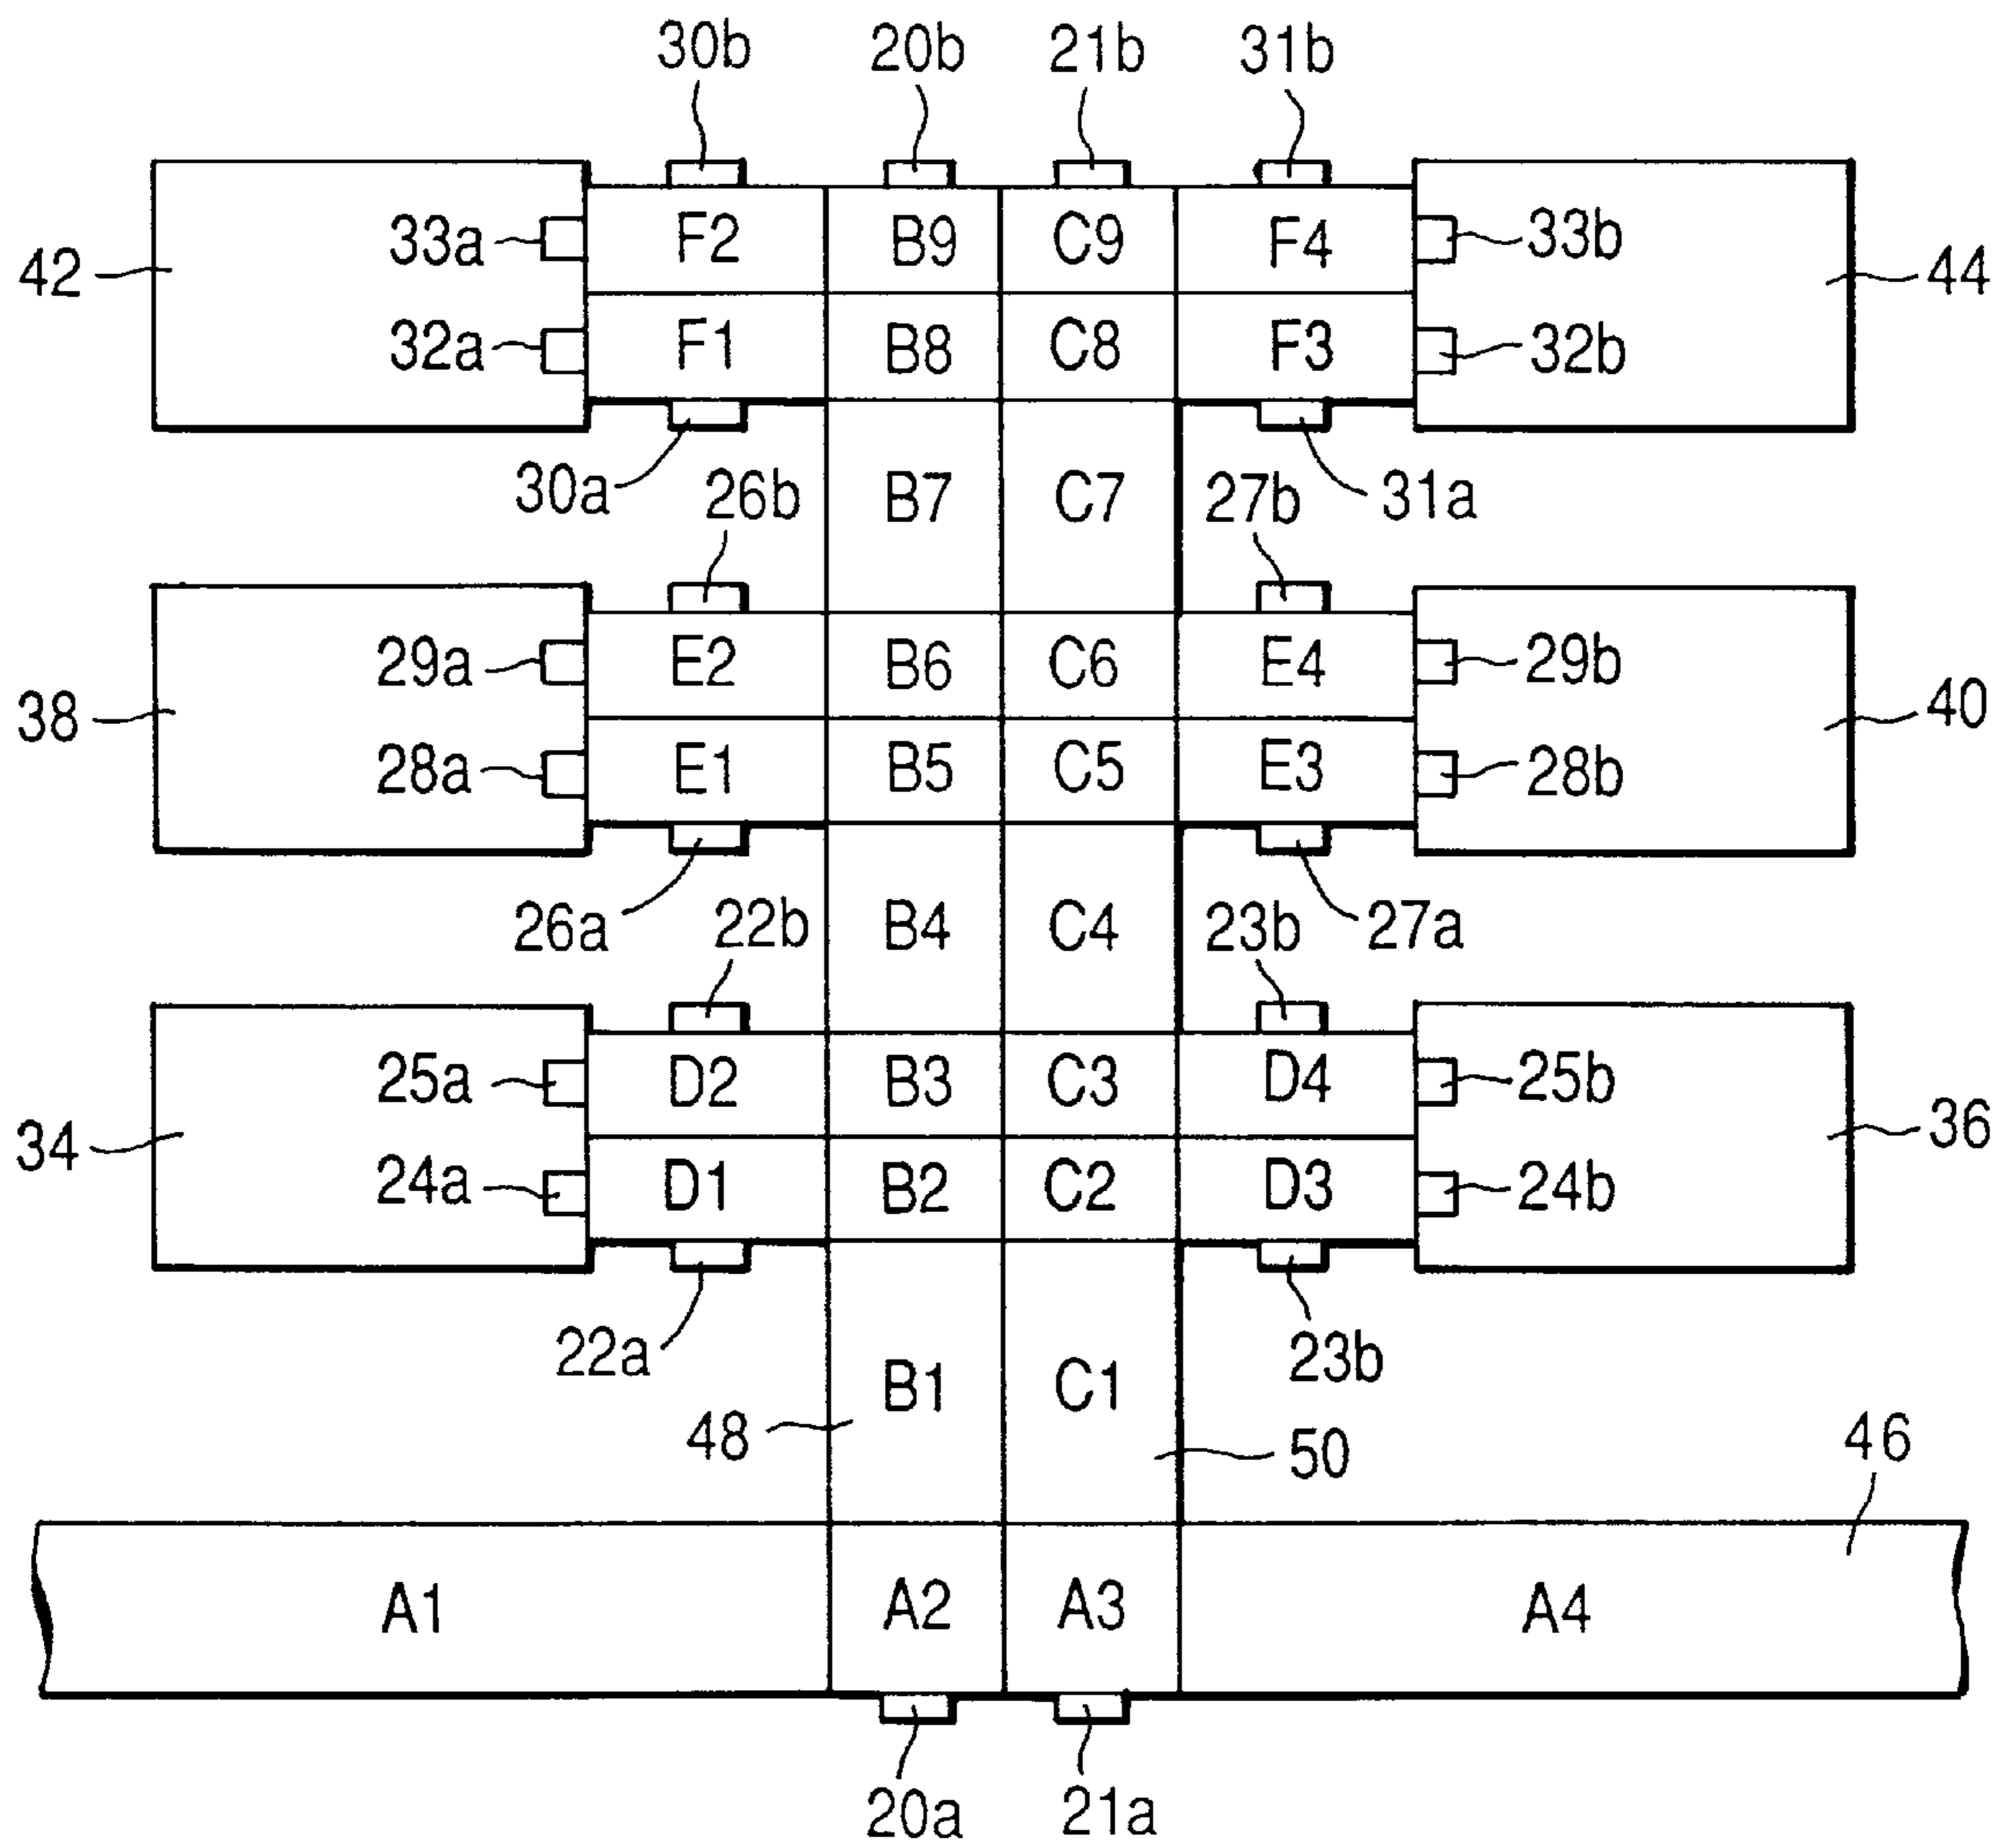 30b 20b 21b 31b
42 33a F2 B9 C9 F4 33b 44
32a F1 B8 C8 F3 32b
30a 26b B7 C7 27b 31a
38 29a E2 B6 C6 E4 29b 40
28a E1 B5 C5 E3 28b
26a 22b B4 C4 23b 27a
34 25a D2 B3 C3 D4 25b 36
24a D1 B2 C2 D3 24b
22a B1 C1 23b
48 50 46
A1 A2 A3 A4
20a 21a